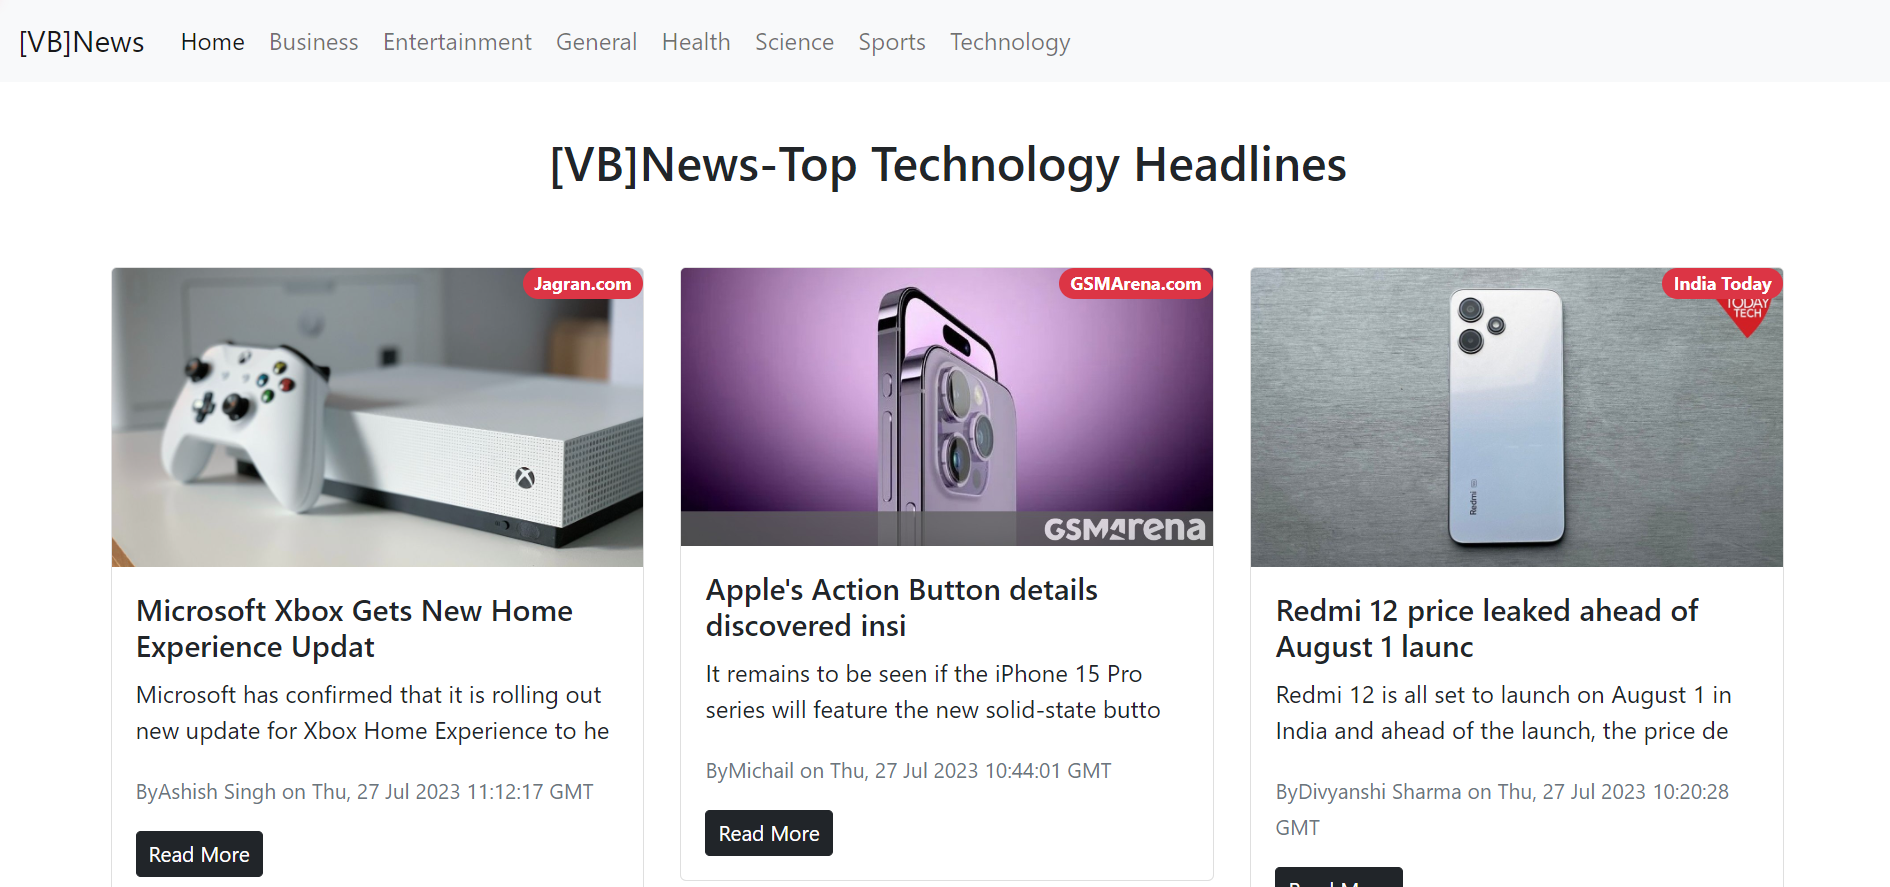 [VB]News Home Business Entertainment General Health Science Sports Technology
[VB]News-Top Technology Headlines
Jagran.com
Microsoft Xbox Gets New Home
Experience Updat
Microsoft has confirmed that it is rolling out
new update for Xbox Home Experience to he
ByAshish Singh on Thu, 27 Jul 2023 11:12:17 GMT
Read More
GSMArena.com
GSMArena
Apple's Action Button details
discovered insi
It remains to be seen if the iPhone 15 Pro
series will feature the new solid-state butto
ByMichail on Thu, 27 Jul 2023 10:44:01 GMT
Read More
India Today
TODAY
TECH
Redmi
Redmi 12 price leaked ahead of
August 1 launc
Redmi 12 is all set to launch on August 1 in
India and ahead of the launch, the price de
ByDivyanshi Sharma on Thu, 27 Jul 2023 10:20:28
GMT
Read More